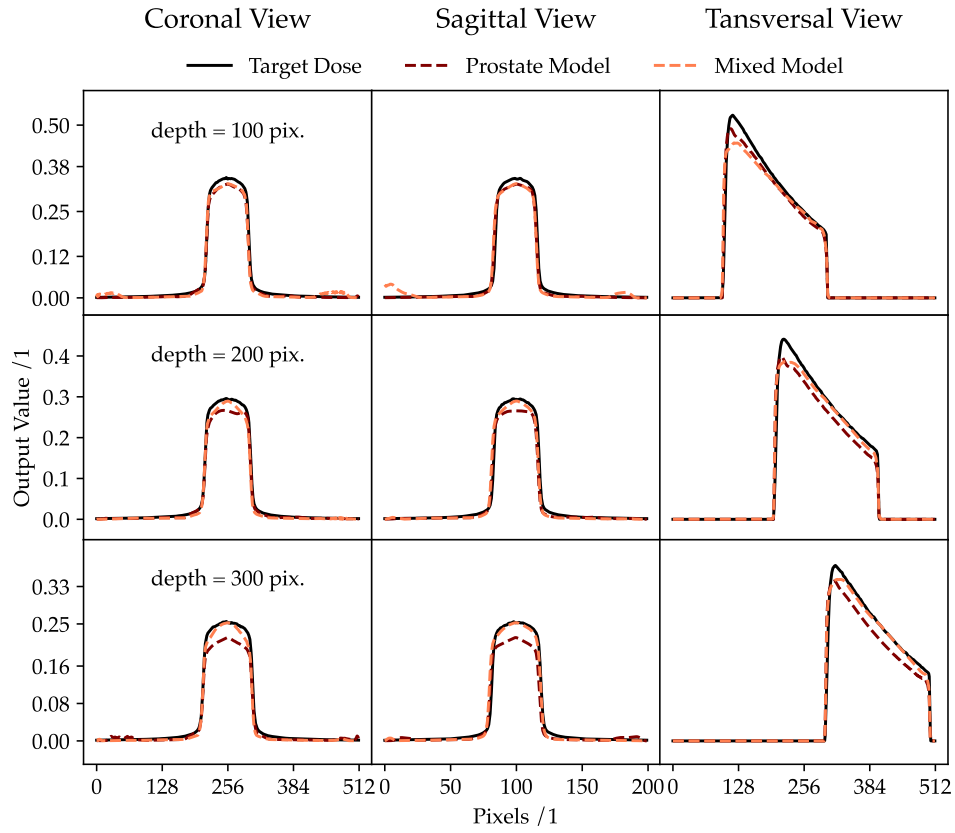 Coronal View Sagittal View Tansversal View
Target Dose Prostate Model Mixed Model
depth = 100 pix.
0.50
0.38
0.25
0.12
0.00
depth = 200 pix.
0.4
0.3
0.2
0.1
0.0
Output Value /1
depth = 300 pix.
0.33
0.25
0.16
0.08
0.00
0 128 256 384 512 0 50 100 150 200 0 128 256 384 512
Pixels /1